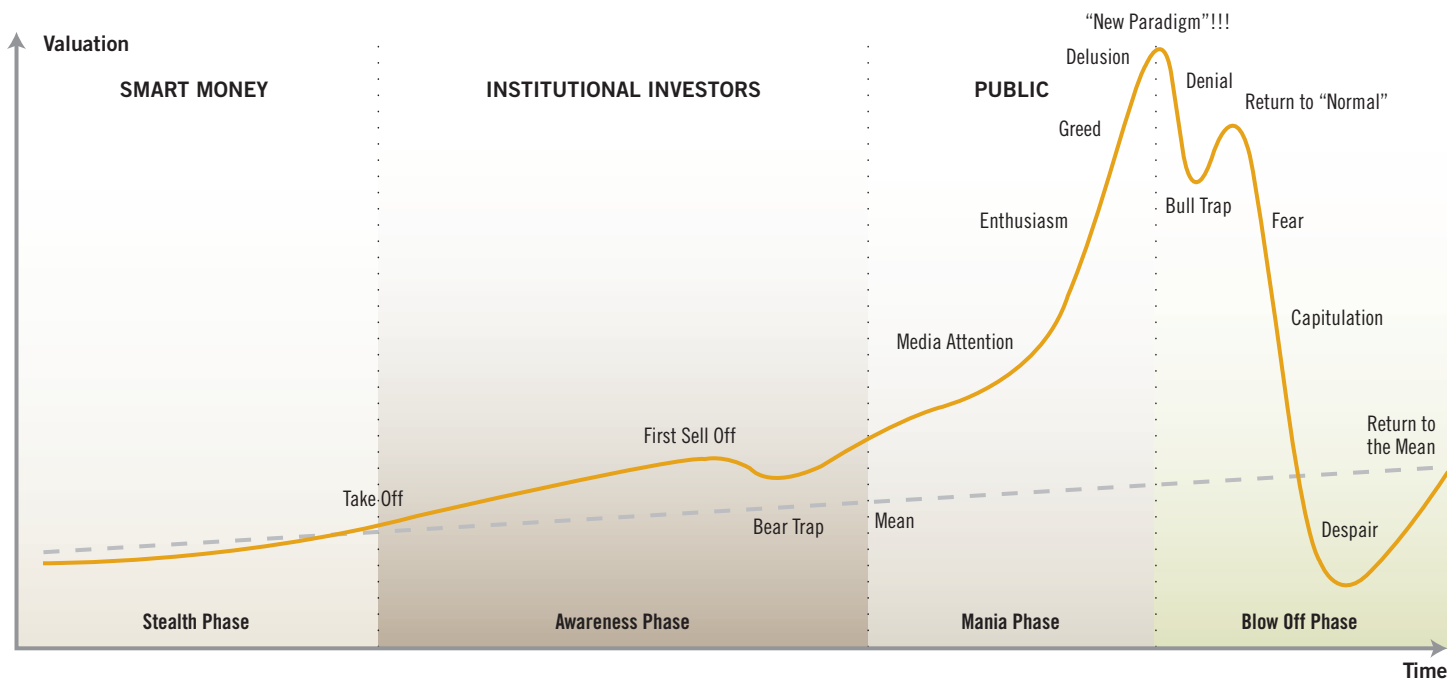 “New Paradigm”!!!
Valuation
Delusion
SMART MONEY
INSTITUTIONAL INVESTORS
PUBLIC
Denial
Return to “Normal”
Greed
Enthusiasm
Bull Trap
Fear
Capitulation
Media Attention
First Sell Off
Return to
the Mean
Take Off
Bear Trap
Mean
Despair
Stealth Phase
Awareness Phase
Mania Phase
Blow Off Phase
Time